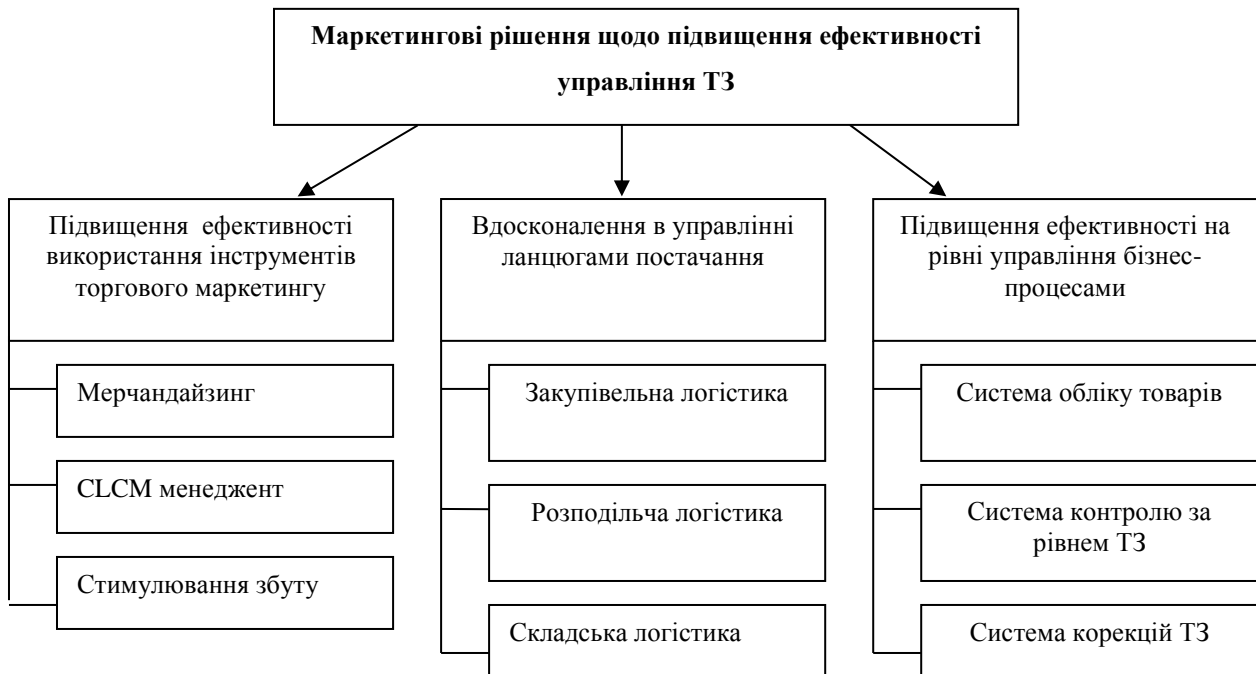 Маркетингові рішення щодо підвищення ефективності
управління ТЗ
Підвищення ефективності
використання інструментів
торгового маркетингу
Мерчандайзинг
CLCM менеджент
Стимулювання збуту
Вдосконалення в управлінні
ланцюгами постачання
Закупівельна логістика
Розподільча логістика
Складська логістика
Підвищення ефективності на
рівні управління бізнес-
процесами
Система обліку товарів
Система контролю за
рівнем ТЗ
Система корекцій ТЗ